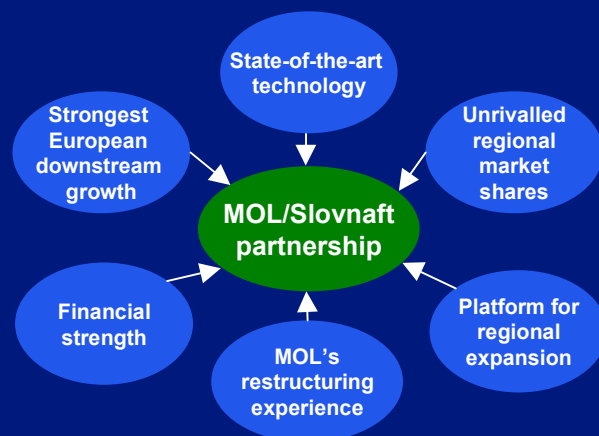 State-of-the-art
technology
Strongest
European
downstream
growth
Unrivalled
regional
market
shares
MOL/Slovnaft
partnership
Financial
strength
MOL’s
restructuring
experience
Platform for
regional
expansion